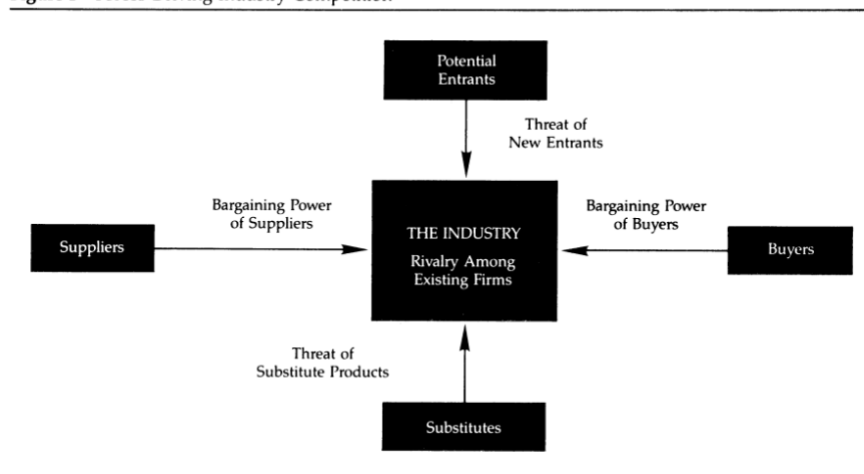 Potential
Entrants
Threat of
New Entrants
Bargaining Power
of Suppliers
Bargaining Power
of Buyers
Suppliers
THE INDUSTRY
Rivalry Among
Existing Firms
Buyers
Threat of
Substitute Products
Substitutes